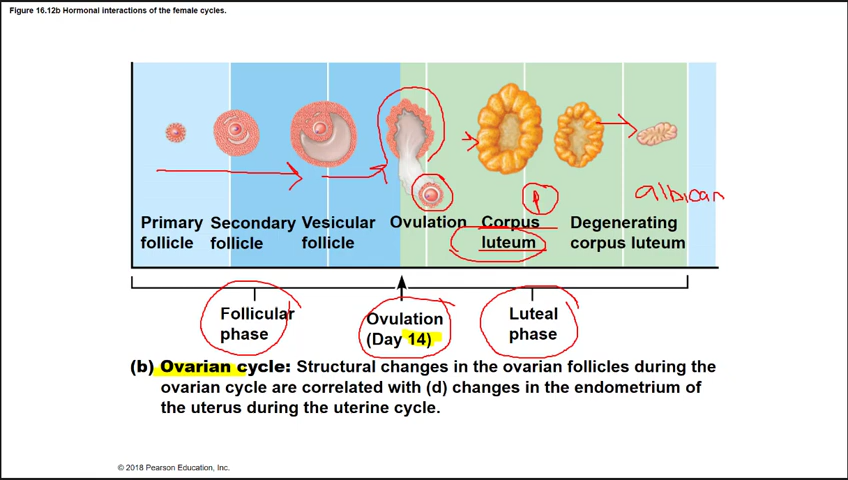 Figure 16.12b Hormonal interactions of the female cycles.
P
albican
Primary Secondary Vesicular Ovulation Corpus Degenerating
follicle follicle follicle luteum corpus luteum
Follicular Ovulation Luteal
phase (Day 14) phase
(b) Ovarian cycle: Structural changes in the ovarian follicles during the
ovarian cycle are correlated with (d) changes in the endometrium of
the uterus during the uterine cycle.
© 2018 Pearson Education, Inc.